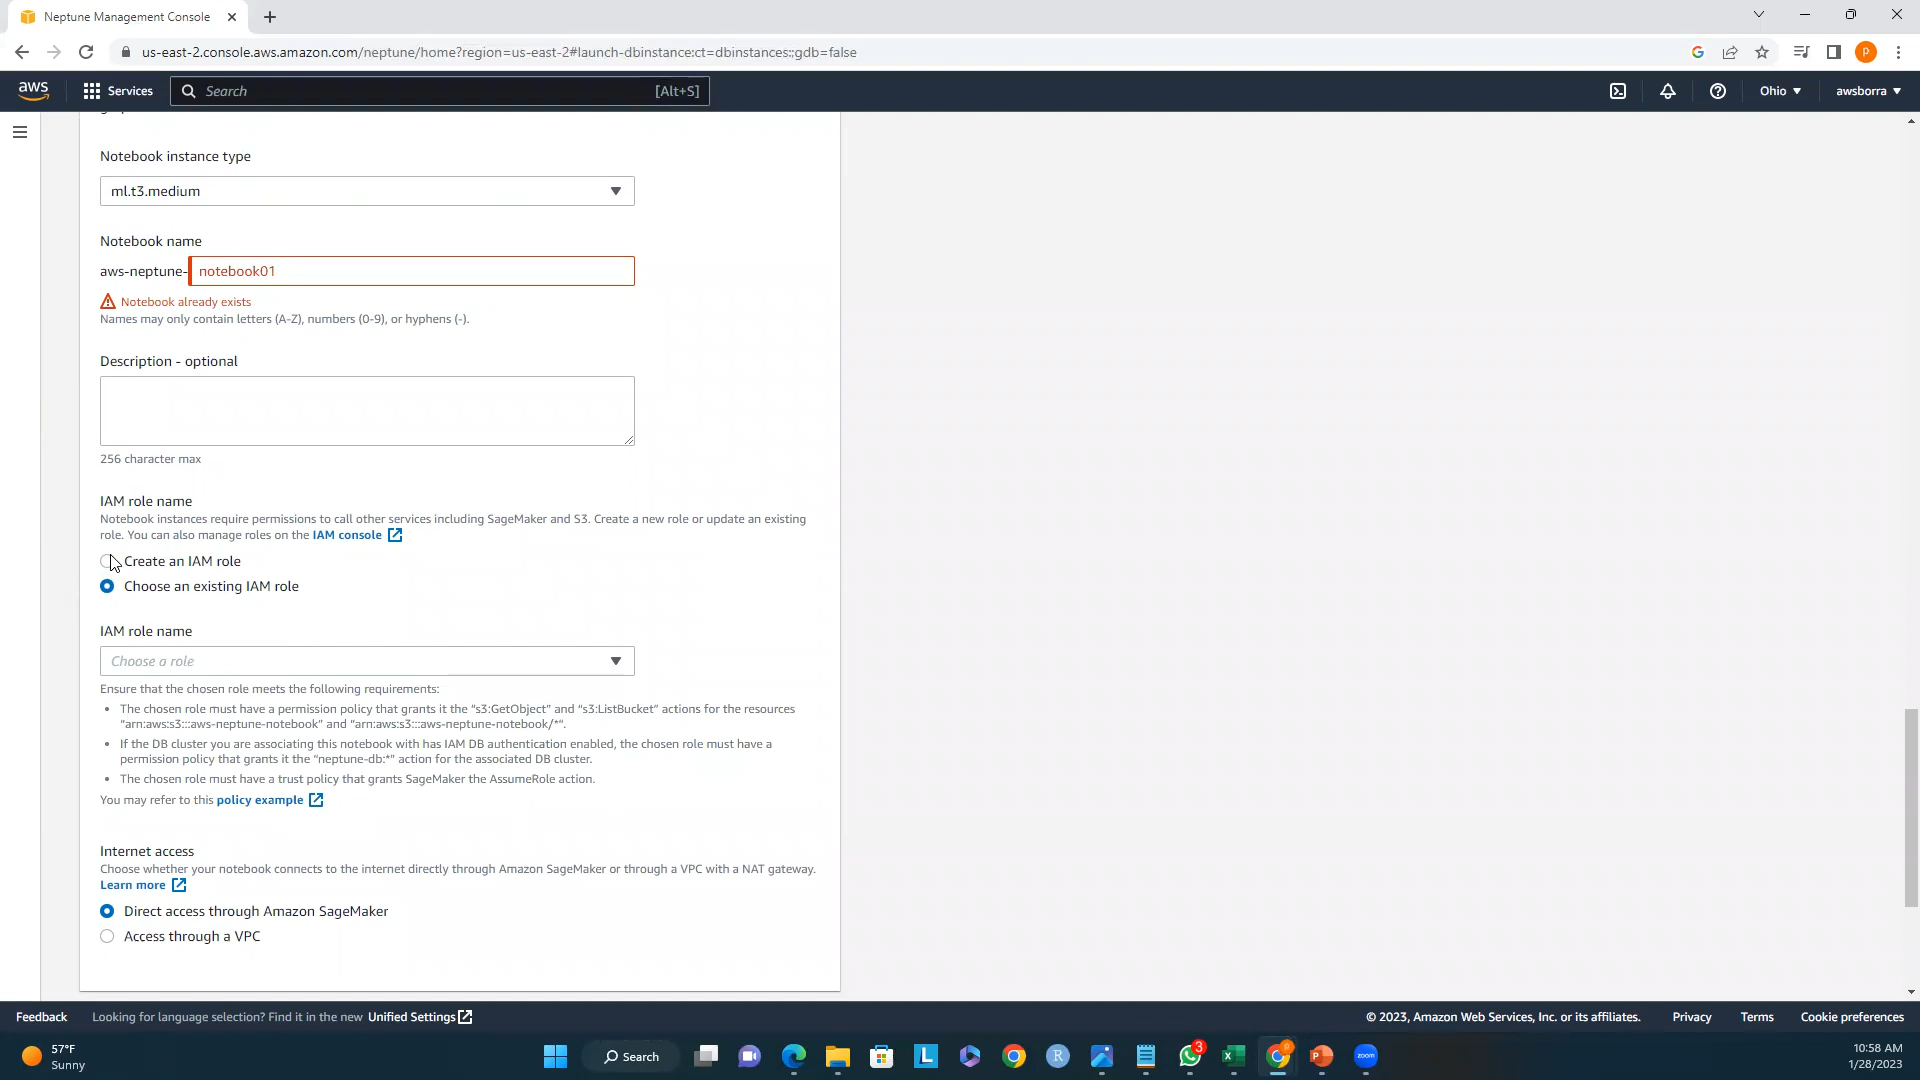 Neptune Management Console
us-east-2.console.aws.amazon.com/neptune/home?region=us-east-2#launch-dbinstance:ct=dbinstances:;gdb=false
P
aws
Services
Search
[Alt+S]
Ohio
awsborra
Notebook instance type
ml.t3.medium
Notebook name
aws-neptune-
notebook01
Notebook already exists
Names may only contain letters (A-Z), numbers (0-9), or hyphens (-).
Description - optional
256 character max
IAM role name
Notebook instances require permissions to call other services including SageMaker and S3. Create a new role or update an existing
role. You can also manage roles on the IAM console
Create an IAM role
Choose an existing IAM role
IAM role name
Choose a role
Ensure that the chosen role meets the following requirements:
• The chosen role must have a permission policy that grants it the “s3:GetObject” and “s3:ListBucket” actions for the resources
“arn:aws:s3:::aws-neptune-notebook” and “arn:aws:s3:::aws-neptune-notebook/*”.
• If the DB cluster you are associating this notebook with has IAM DB authentication enabled, the chosen role must have a
permission policy that grants it the “neptune-db:*” action for the associated DB cluster.
• The chosen role must have a trust policy that grants SageMaker the AssumeRole action.
You may refer to this policy example
Internet access
Choose whether your notebook connects to the internet directly through Amazon SageMaker or through a VPC with a NAT gateway.
Learn more
Direct access through Amazon SageMaker
Access through a VPC
Feedback
Looking for language selection? Find it in the new Unified Settings
© 2023, Amazon Web Services, Inc. or its affiliates.
Privacy
Terms
Cookie preferences
57°F
Sunny
Search
L
R
3
P
zoom
10:58 AM
1/28/2023